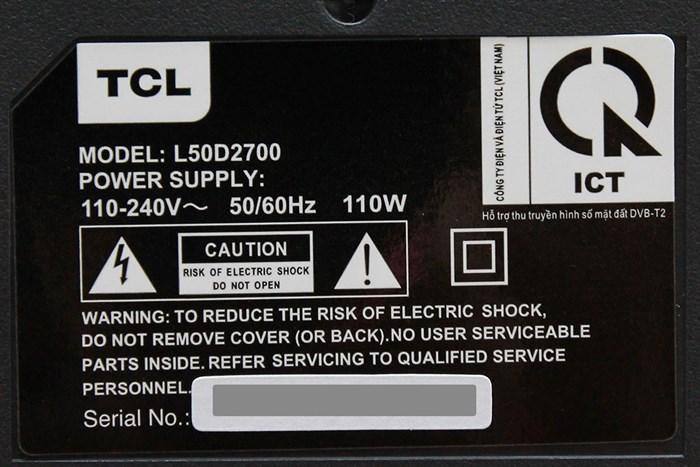 TCL
CÔNG TY ĐIỆN VÀ ĐIỆN TỬ TCL (VIỆT NAM)
ICT
Hỗ trợ thu truyền hình số mặt đất DVB-T2
MODEL: L50D2700
POWER SUPPLY:
110-240V～ 50/60Hz 110W
CAUTION
RISK OF ELECTRIC SHOCK
DO NOT OPEN
WARNING: TO REDUCE THE RISK OF ELECTRIC SHOCK,
DO NOT REMOVE COVER (OR BACK).NO USER SERVICEABLE
PARTS INSIDE. REFER SERVICING TO QUALIFIED SERVICE
PERSONNEL.
Serial No.: